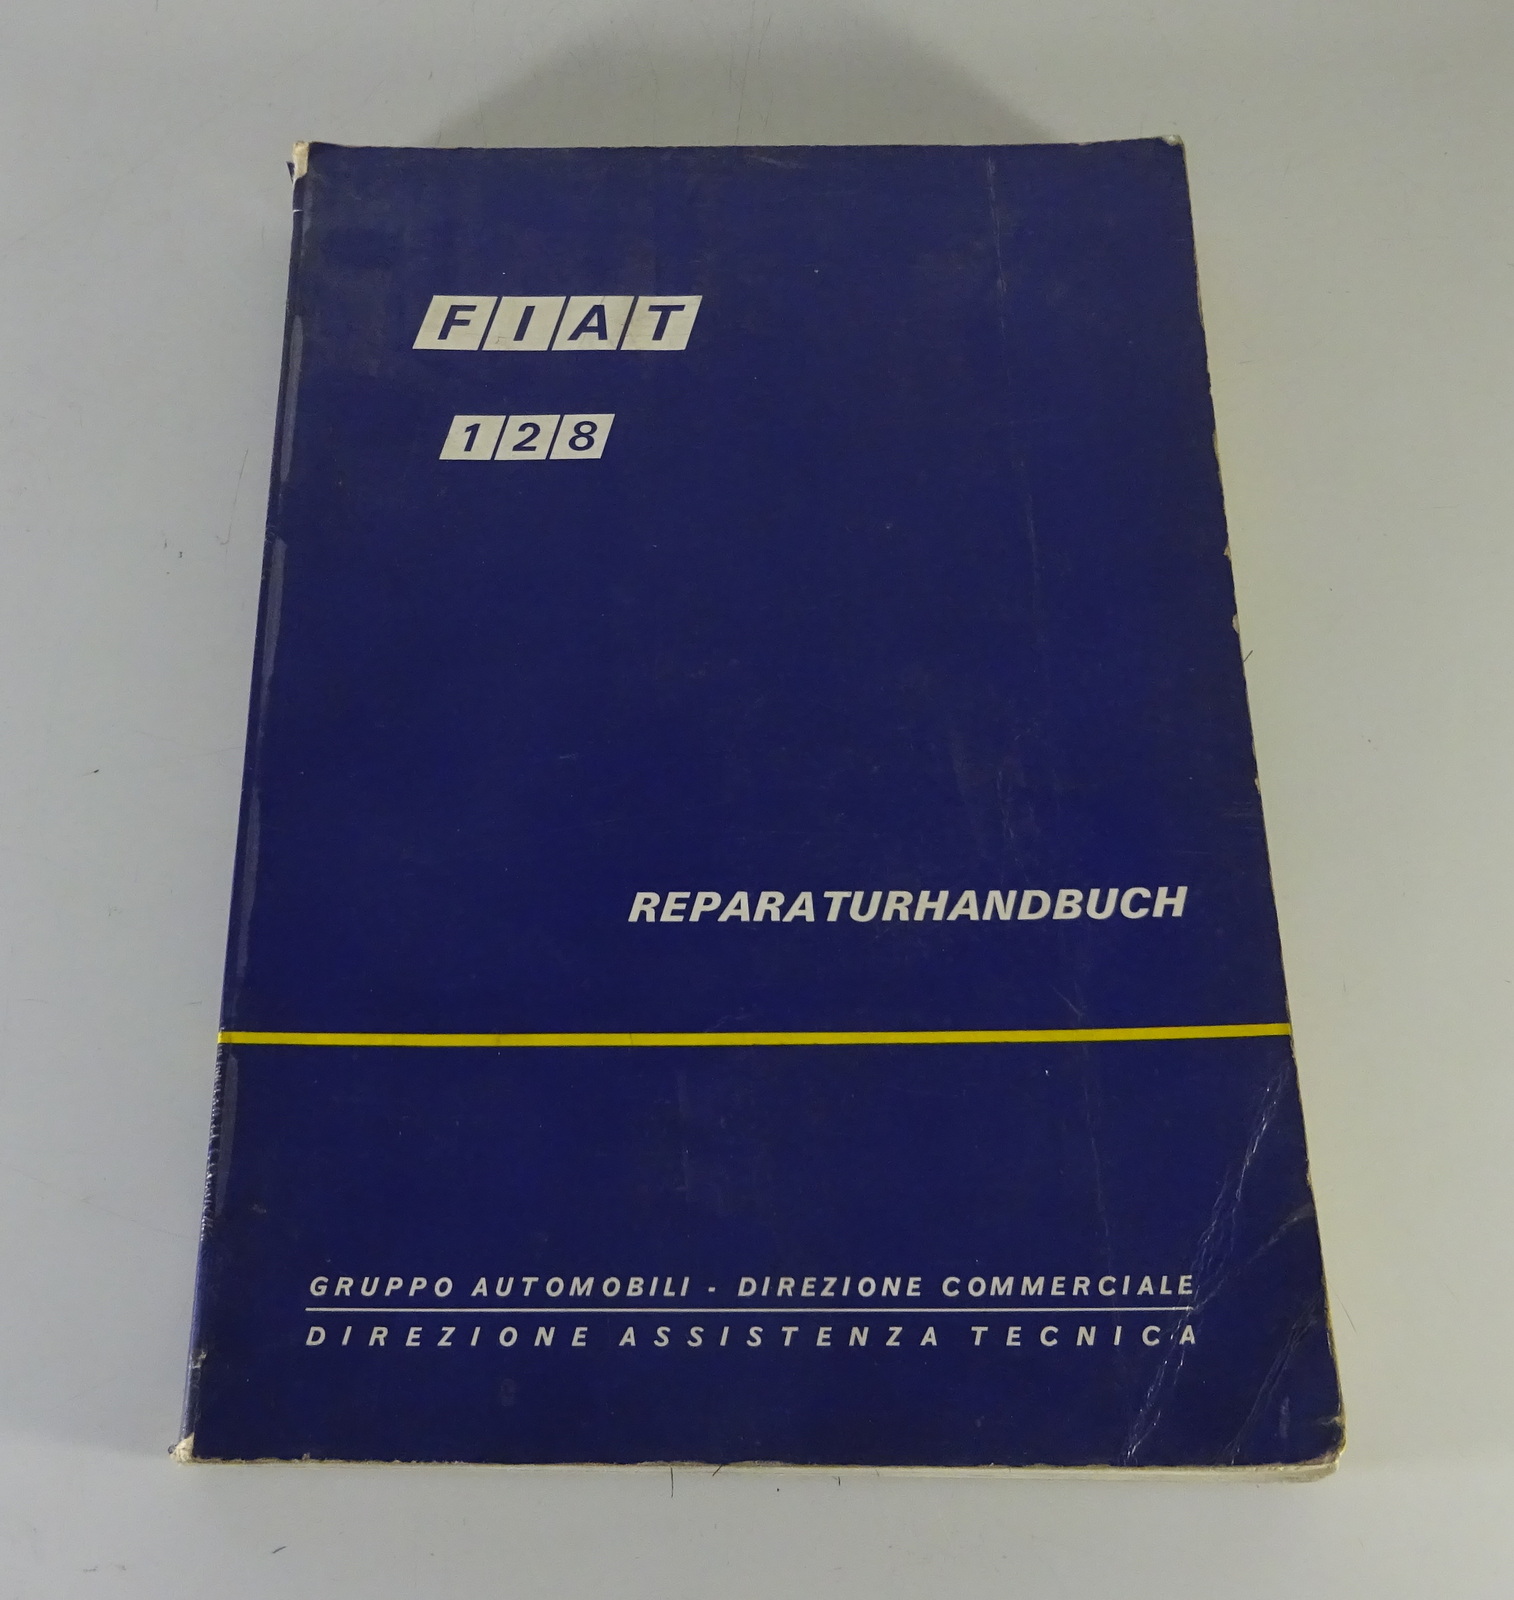 FIAT
128
REPARATURHANDBUCH
GRUPPO AUTOMOBILI - DIREZIONE COMMERCIALE
DIREZIONE ASSISTENZA TECNICA